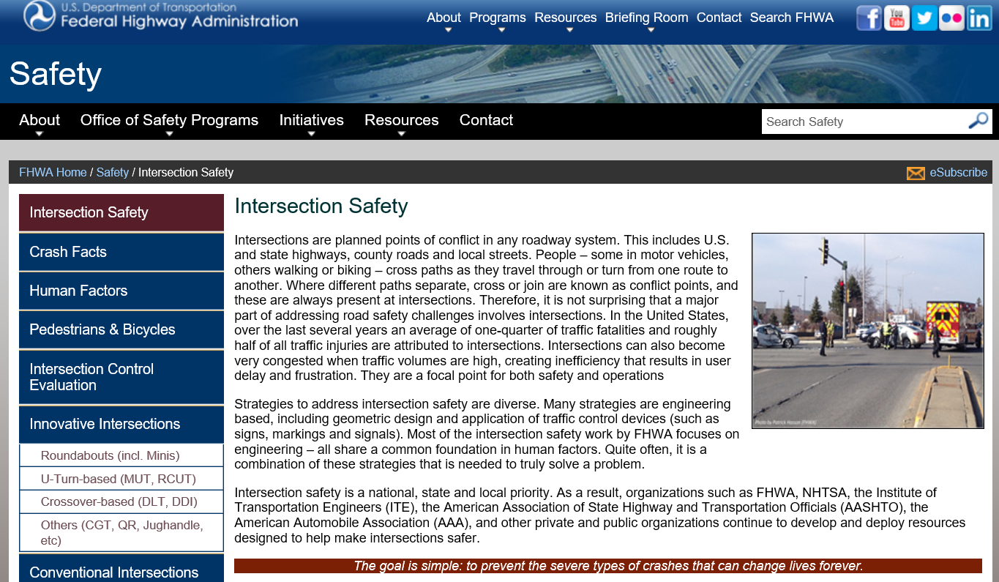 U.S. Department of Transportation
Federal Highway Administration
About Programs Resources Briefing Room Contact Search FHWA
f You Tube in
Safety
About Office of Safety Programs Initiatives Resources Contact
Search Safety
FHWA Home / Safety / Intersection Safety
eSubscribe
Intersection Safety
Crash Facts
Human Factors
Pedestrians & Bicycles
Intersection Control
Evaluation
Innovative Intersections
Roundabouts (incl. Minis)
U-Turn-based (MUT, RCUT)
Crossover-based (DLT, DDI)
Others (CGT, QR, Jughandle,
etc)
Conventional Intersections
Intersection Safety
Intersections are planned points of conflict in any roadway system. This includes U.S.
and state highways, county roads and local streets. People – some in motor vehicles,
others walking or biking – cross paths as they travel through or turn from one route to
another. Where different paths separate, cross or join are known as conflict points, and
these are always present at intersections. Therefore, it is not surprising that a major
part of addressing road safety challenges involves intersections. In the United States,
over the last several years an average of one-quarter of traffic fatalities and roughly
half of all traffic injuries are attributed to intersections. Intersections can also become
very congested when traffic volumes are high, creating inefficiency that results in user
delay and frustration. They are a focal point for both safety and operations
Photo by Patrick Hasson (FHWA)
Strategies to address intersection safety are diverse. Many strategies are engineering
based, including geometric design and application of traffic control devices (such as
signs, markings and signals). Most of the intersection safety work by FHWA focuses on
engineering – all share a common foundation in human factors. Quite often, it is a
combination of these strategies that is needed to truly solve a problem.
Intersection safety is a national, state and local priority. As a result, organizations such as FHWA, NHTSA, the Institute of
Transportation Engineers (ITE), the American Association of State Highway and Transportation Officials (AASHTO), the
American Automobile Association (AAA), and other private and public organizations continue to develop and deploy resources
designed to help make intersections safer.
The goal is simple: to prevent the severe types of crashes that can change lives forever.